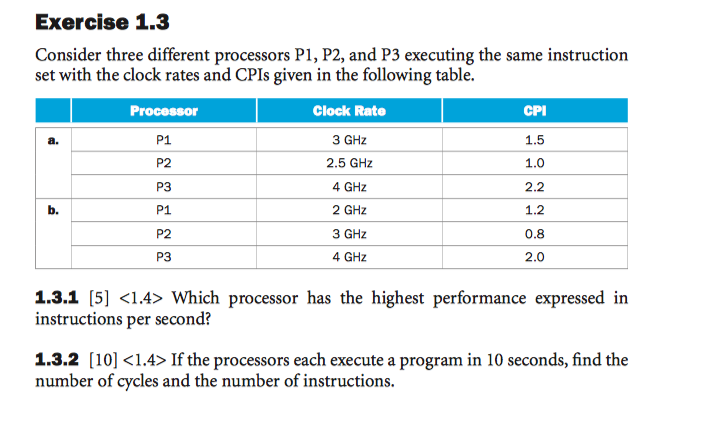 Exercise 1.3
Consider three different processors P1, P2, and P3 executing the same instruction
set with the clock rates and CPIs given in the following table.
Processor Clock Rate CPI
a. P1 3 GHz 1.5
P2 2.5 GHz 1.0
P3 4 GHz 2.2
b. P1 2 GHz 1.2
P2 3 GHz 0.8
P3 4 GHz 2.0
1.3.1 [5] <1.4> Which processor has the highest performance expressed in
instructions per second?
1.3.2 [10] <1.4> If the processors each execute a program in 10 seconds, find the
number of cycles and the number of instructions.